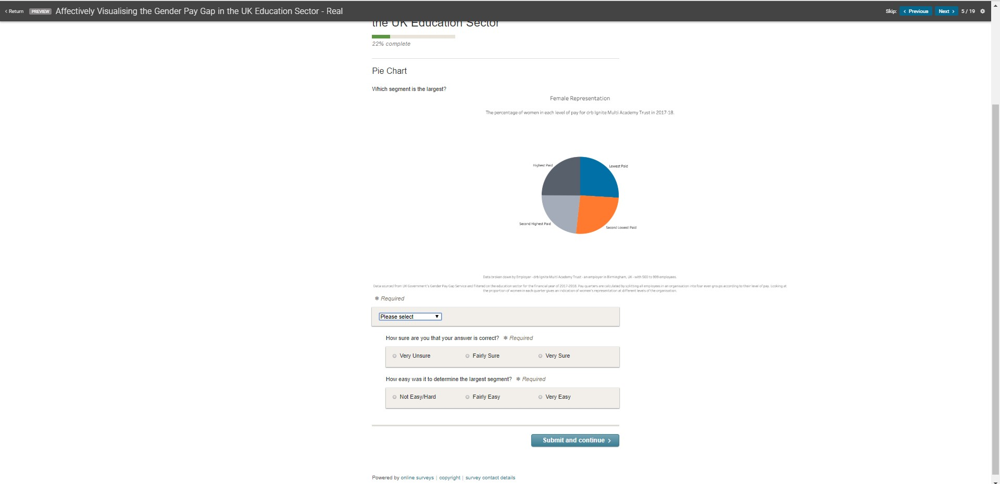 Return PREVIEW Affectively Visualising the Gender Pay Gap in the UK Education Sector - Real Skip: Previous Next 5 / 19
the UK Education Sector
22% complete
Pie Chart
Which segment is the largest?
Female Representation
The percentage of women in each level of pay for drb Ignite Multi Academy Trust in 2017-18.
Highest Paid
Lowest Paid
Second Highest Paid
Second Lowest Paid
Data broken down by Employer - drb Ignite Multi Academy Trust - an employer in Birmingham, UK - with 500 to 999 employees.
Data sourced from UK Government's Gender Pay Gap Service and filtered on the education sector for the financial year of 2017-2018. Pay quarters are calculated by splitting all employees in an organisation into four even groups according to their level of pay. Looking at
the proportion of women in each quarter gives an indication of women's representation at different levels of the organisation.
* Required
Please select
How sure are you that your answer is correct? * Required
Very Unsure Fairly Sure Very Sure
How easy was it to determine the largest segment? * Required
Not Easy/Hard Fairly Easy Very Easy
Submit and continue >
Powered by online surveys | copyright | survey contact details